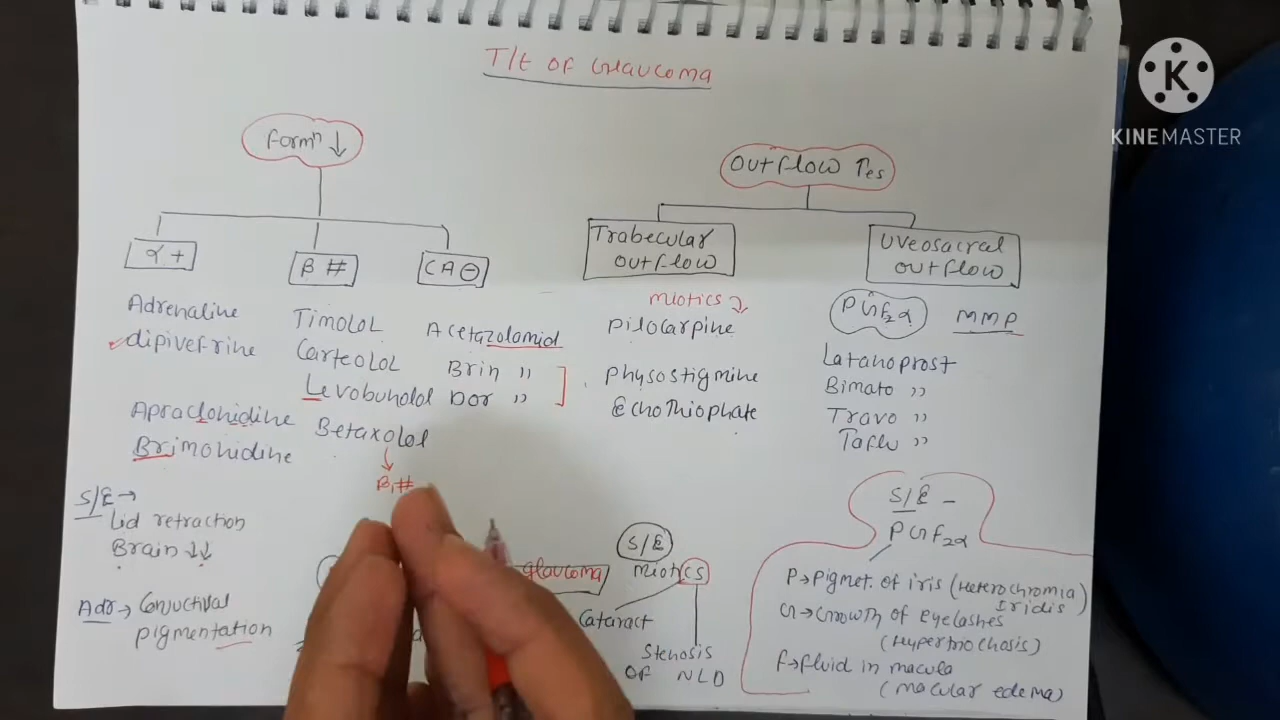 T/t OF Glaucoma
Formⁿ ↓
α +
β #
CA ⊖
Adrenaline
dipivefrine
Apraclonidine
Brimonidine
Timolol
Carteolol
Levobunolol
Betaxolol
β₁#
Acetazolamid
Brin ,,
Dor ,,
S/E →
Lid retraction
Brain ↓↓
Adr → Conjuctival
pigmentation
Outflow ↑es
Trabecular
outflow
Uveosacral
outflow
miotics
Pilocarpine
Physostigmine
Echothiophate
PGF₂α MMP
Latanoprost
Bimato ,,
Travo ,,
Taflu ,,
glaucoma
S/E
miotics
Cataract
Stenosis
OF NLD
S/E -
PGF₂α
P→Pigmet. of iris (Heterochromia
Iridis)
G→Growth of Eyelashes
(Hypertrichosis)
F→Fluid in macula
(macular edema)
K
KINEMASTER